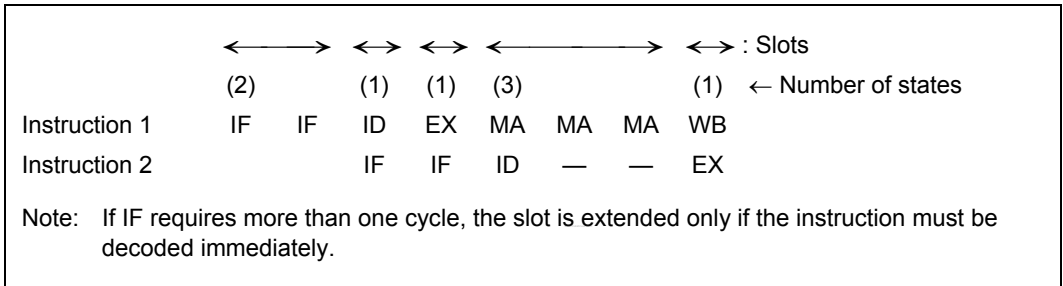 : Slots
(2) (1) (1) (3) (1) ← Number of states
Instruction 1 IF IF ID EX MA MA MA WB
Instruction 2 IF IF ID — — EX
Note: If IF requires more than one cycle, the slot is extended only if the instruction must be
decoded immediately.